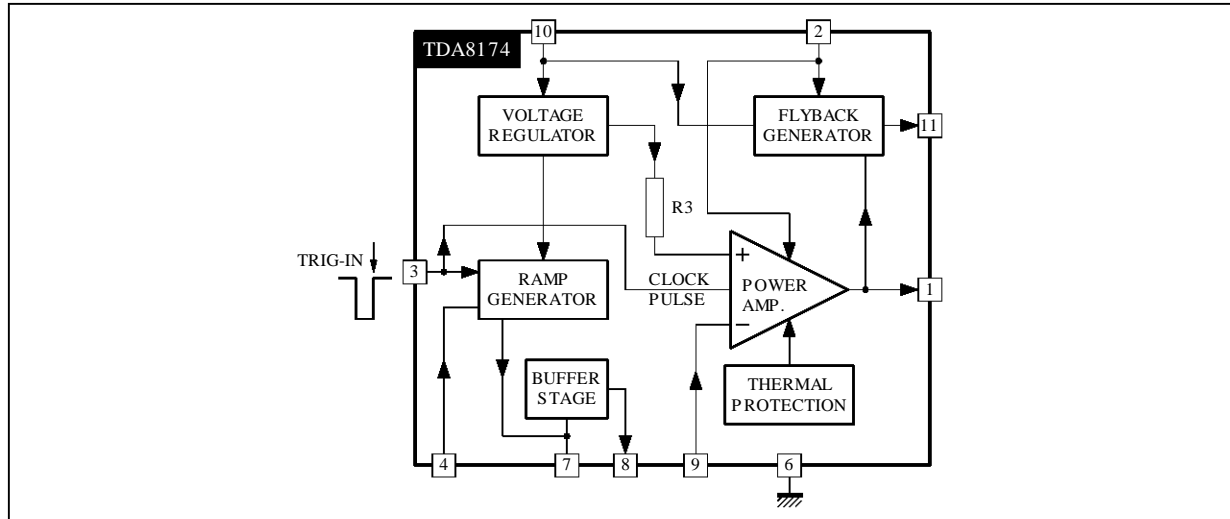 TDA8174
10
2
VOLTAGE
REGULATOR
FLYBACK
GENERATOR
11
R3
TRIG-IN
3
RAMP
GENERATOR
CLOCK
PULSE
+
POWER
AMP.
−
1
BUFFER
STAGE
THERMAL
PROTECTION
4
7
8
9
6